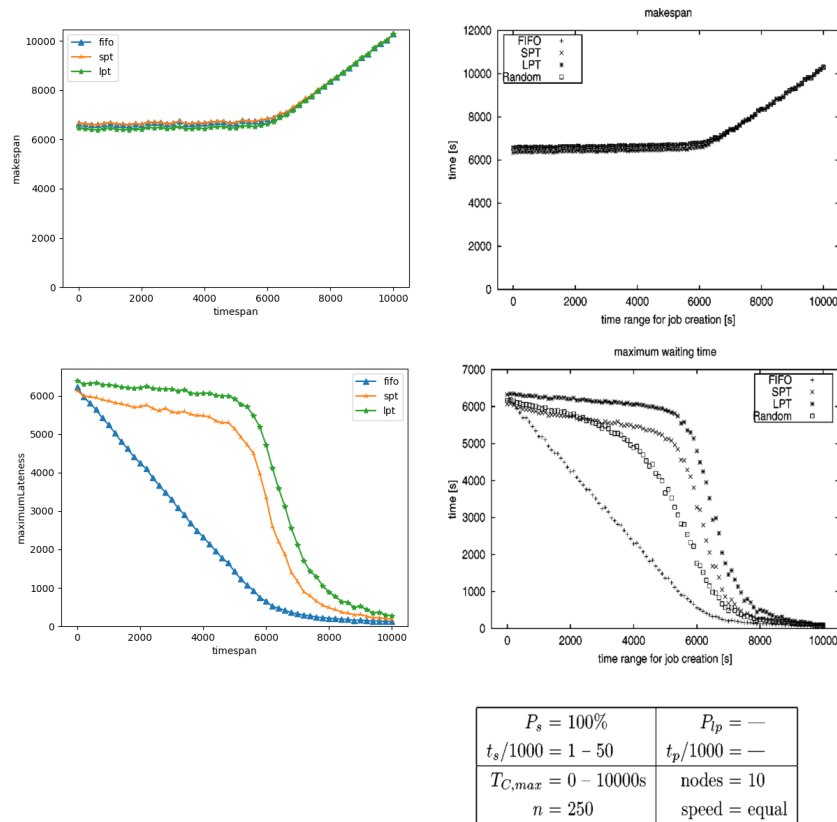 fifo
spt
lpt
makespan
10000
8000
6000
4000
2000
0
0 2000 4000 6000 8000 10000
timespan
makespan
FIFO
SPT
LPT
Random
time [s]
12000
10000
8000
6000
4000
2000
0
0 2000 4000 6000 8000 10000
time range for job creation [s]
fifo
spt
lpt
maximumLateness
6000
5000
4000
3000
2000
1000
0
0 2000 4000 6000 8000 10000
timespan
maximum waiting time
FIFO
SPT
LPT
Random
time [s]
7000
6000
5000
4000
3000
2000
1000
0
0 2000 4000 6000 8000 10000
time range for job creation [s]
P_s = 100% P_lp = —
t_s/1000 = 1 – 50 t_p/1000 = —
T_C,max = 0 – 10000s nodes = 10
n = 250 speed = equal